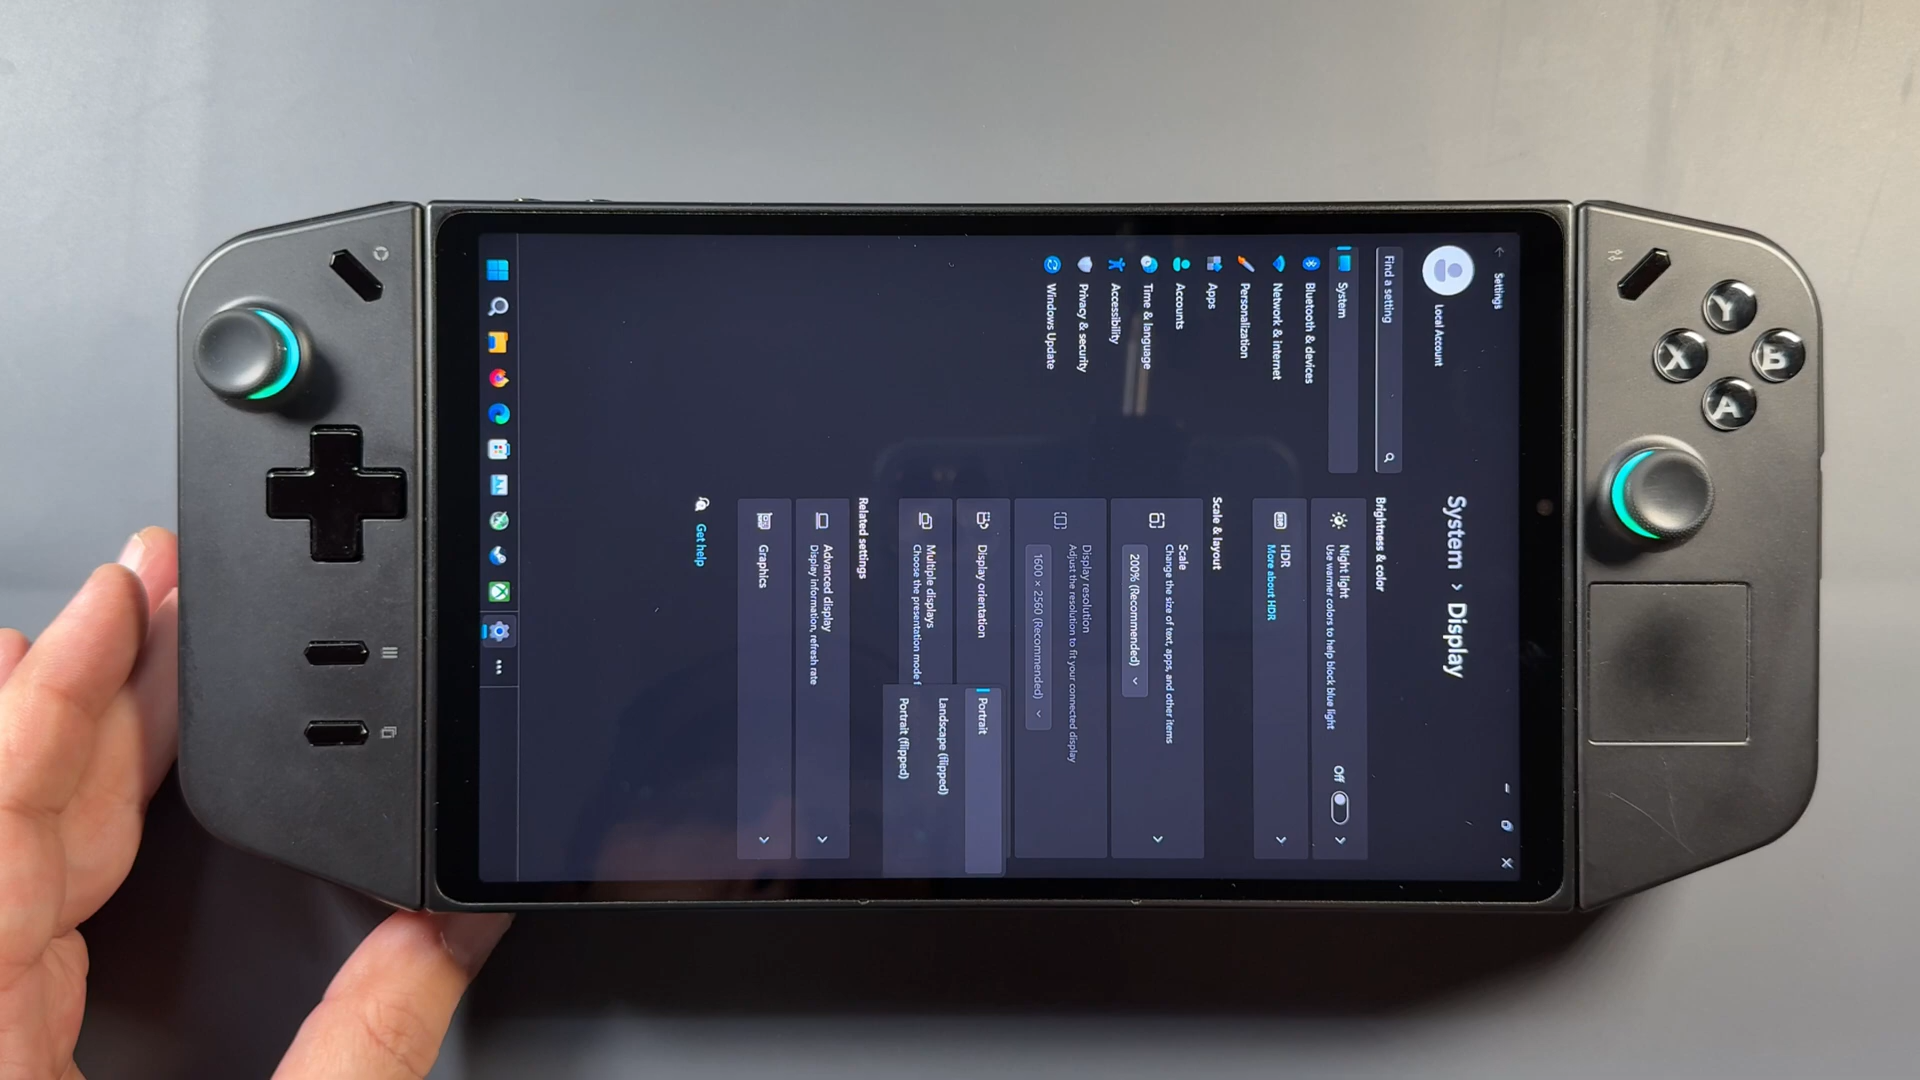 Settings
Local Account
Find a setting
System
Bluetooth & devices
Network & internet
Personalization
Apps
Accounts
Time & language
Accessibility
Privacy & security
Windows Update
System › Display
Brightness & color
Night light
Use warmer colors to help block blue light
Off
HDR
More about HDR
Scale & layout
Scale
Change the size of text, apps, and other items
200% (Recommended)
Display resolution
Adjust the resolution to fit your connected display
1600 × 2560 (Recommended)
Display orientation
Portrait
Landscape (flipped)
Portrait (flipped)
Multiple displays
Choose the presentation mode f
Related settings
Advanced display
Display information, refresh rate
Graphics
Get help
Y
X
B
A